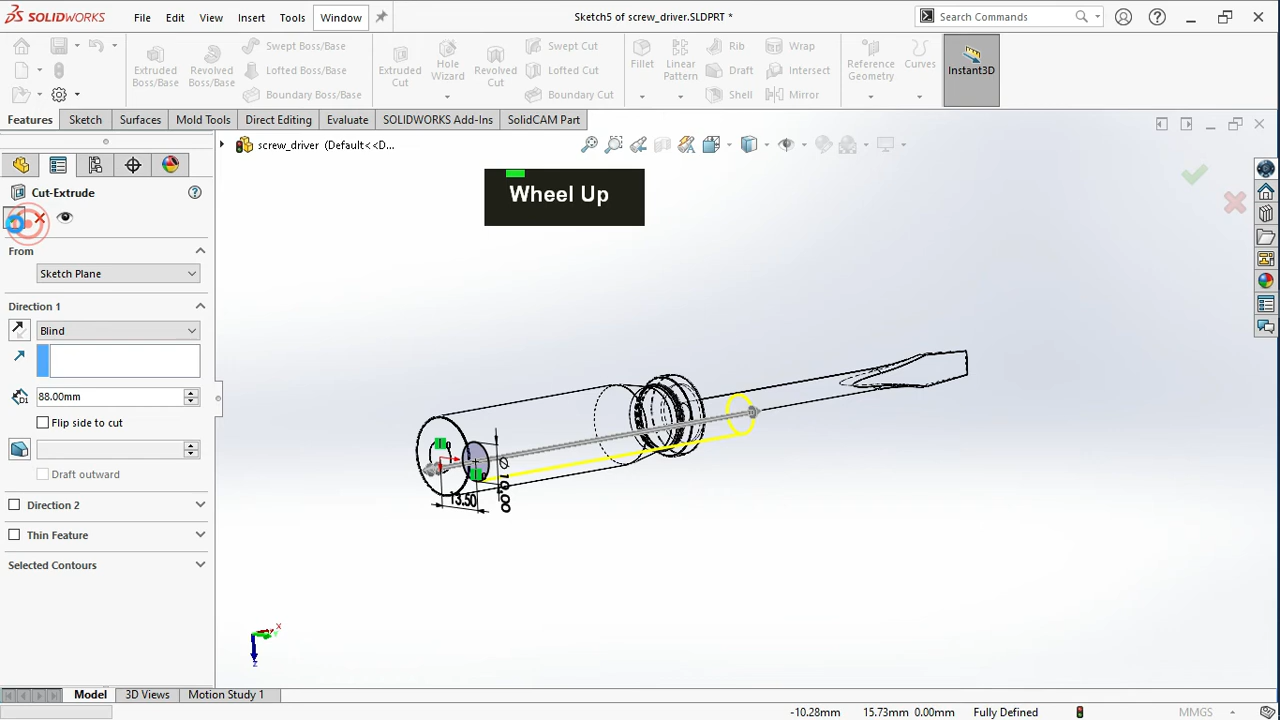 SOLIDWORKS
File Edit View Insert Tools Window
Sketch5 of screw_driver.SLDPRT *
Search Commands
Extruded Boss/Base
Revolved Boss/Base
Swept Boss/Base
Lofted Boss/Base
Boundary Boss/Base
Extruded Cut
Hole Wizard
Revolved Cut
Swept Cut
Lofted Cut
Boundary Cut
Fillet
Linear Pattern
Rib
Draft
Shell
Wrap
Intersect
Mirror
Reference Geometry
Curves
Instant3D
Features Sketch Surfaces Mold Tools Direct Editing Evaluate SOLIDWORKS Add-Ins SolidCAM Part
screw_driver (Default<<D...
Cut-Extrude
Wheel Up
From
Sketch Plane
Direction 1
Blind
D1
88.00mm
Flip side to cut
Draft outward
Direction 2
Thin Feature
Selected Contours
13.50
⌀ 10.00
X
Z
Model 3D Views Motion Study 1
-10.28mm 15.73mm 0.00mm Fully Defined MMGS